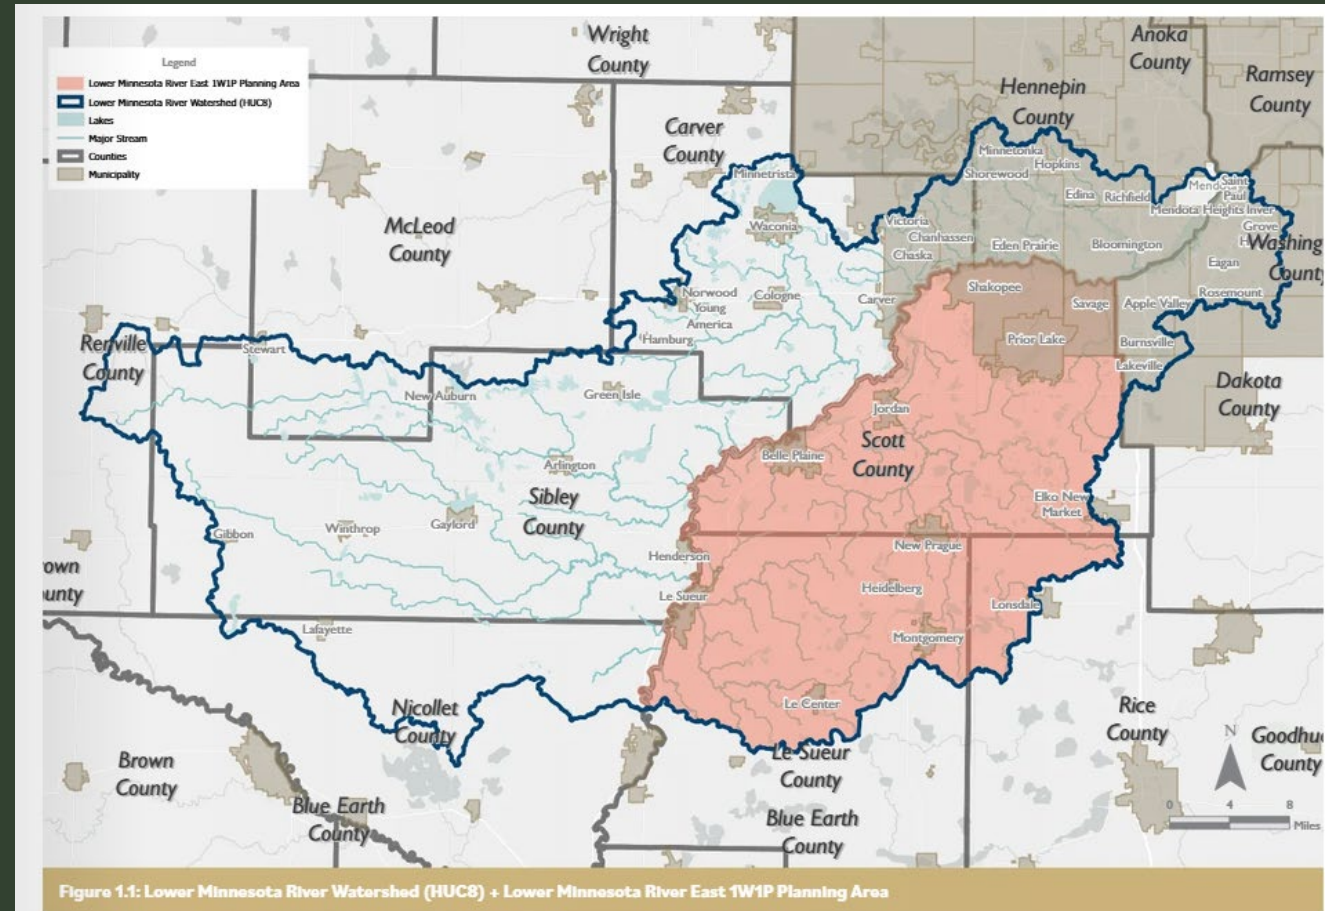 Wright
County
Anoka
County
Ramsey
County
Hennepin
County
Carver
County
Legend
Lower Minnesota River East 1W1P Planning Area
Lower Minnesota River Watershed (HUC8)
Lakes
Major Stream
Counties
Municipality
McLeod
County
Minnetonka
Hopkins
Shorewood
Minnetrista
Edina
Richfield
Saint
Paul
Mendota Heights
Inver
Grove
Washing
County
Waconia
Victoria
Chanhassen
Chaska
Eden Prairie
Bloomington
Eagan
Rosemount
Norwood
Young
America
Cologne
Carver
Shakopee
Savage
Apple Valley
Hamburg
Prior Lake
Burnsville
Lakeville
Renville
County
Stewart
New Auburn
Green Isle
Jordan
Dakota
County
Scott
County
Belle Plaine
Arlington
Sibley
County
Elko New
Market
Gibbon
Winthrop
Gaylord
Henderson
New Prague
own
unty
Le Sueur
Heidelberg
Lonsdale
Lafayette
Montgomery
Nicollet
County
Le Center
Rice
County
N
Goodhu
County
Brown
County
Le Sueur
County
Blue Earth
County
Blue Earth
County
0 4 8
Miles
Figure 1.1: Lower Minnesota River Watershed (HUC8) + Lower Minnesota River East 1W1P Planning Area